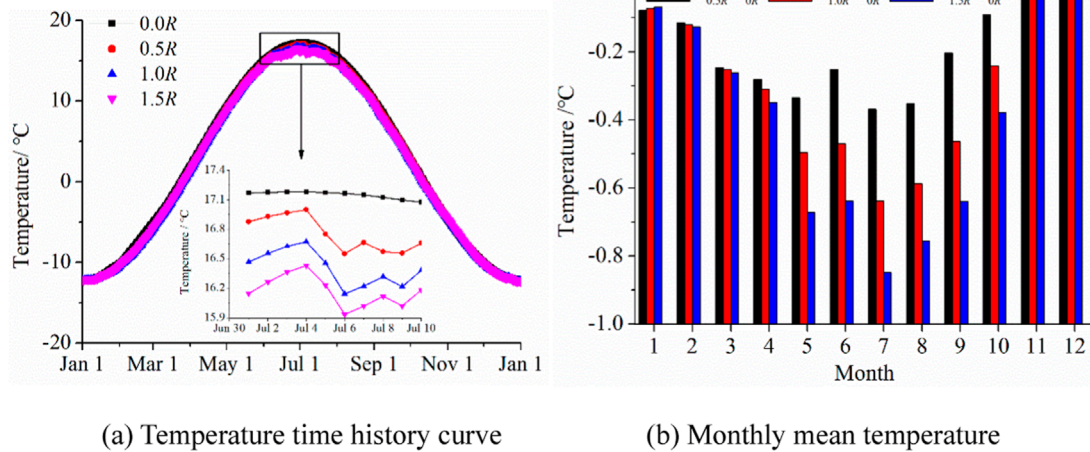 20
10
0
-10
-20
Temperature/ °C
0.0R
0.5R
1.0R
1.5R
17.4
17.1
16.8
16.5
16.2
15.9
Temperature / °C
Jun 30 Jul 2 Jul 4 Jul 6 Jul 8 Jul 10
Jan 1 Mar 1 May 1 Jul 1 Sep 1 Nov 1 Jan 1
(a) Temperature time history curve
-0.2
-0.4
-0.6
-0.8
-1.0
Temperature /°C
1 2 3 4 5 6 7 8 9 10 11 12
Month
(b) Monthly mean temperature